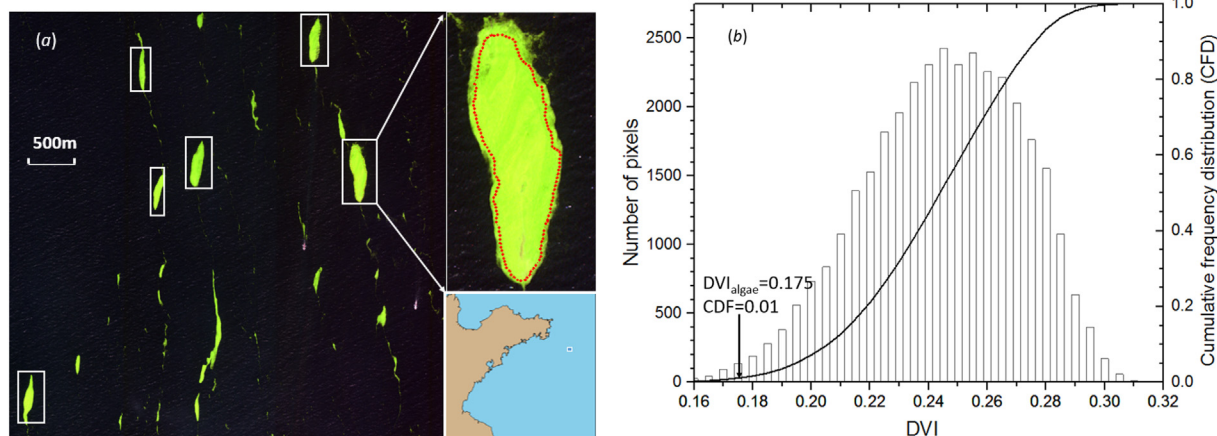 (a)
500m
(b)
Number of pixels
2500
2000
1500
1000
500
0
DVIalgae=0.175
CDF=0.01
0.16 0.18 0.20 0.22 0.24 0.26 0.28 0.30 0.32
DVI
1.0
0.8
0.6
0.4
0.2
0.0
Cumulative frequency distribution (CFD)